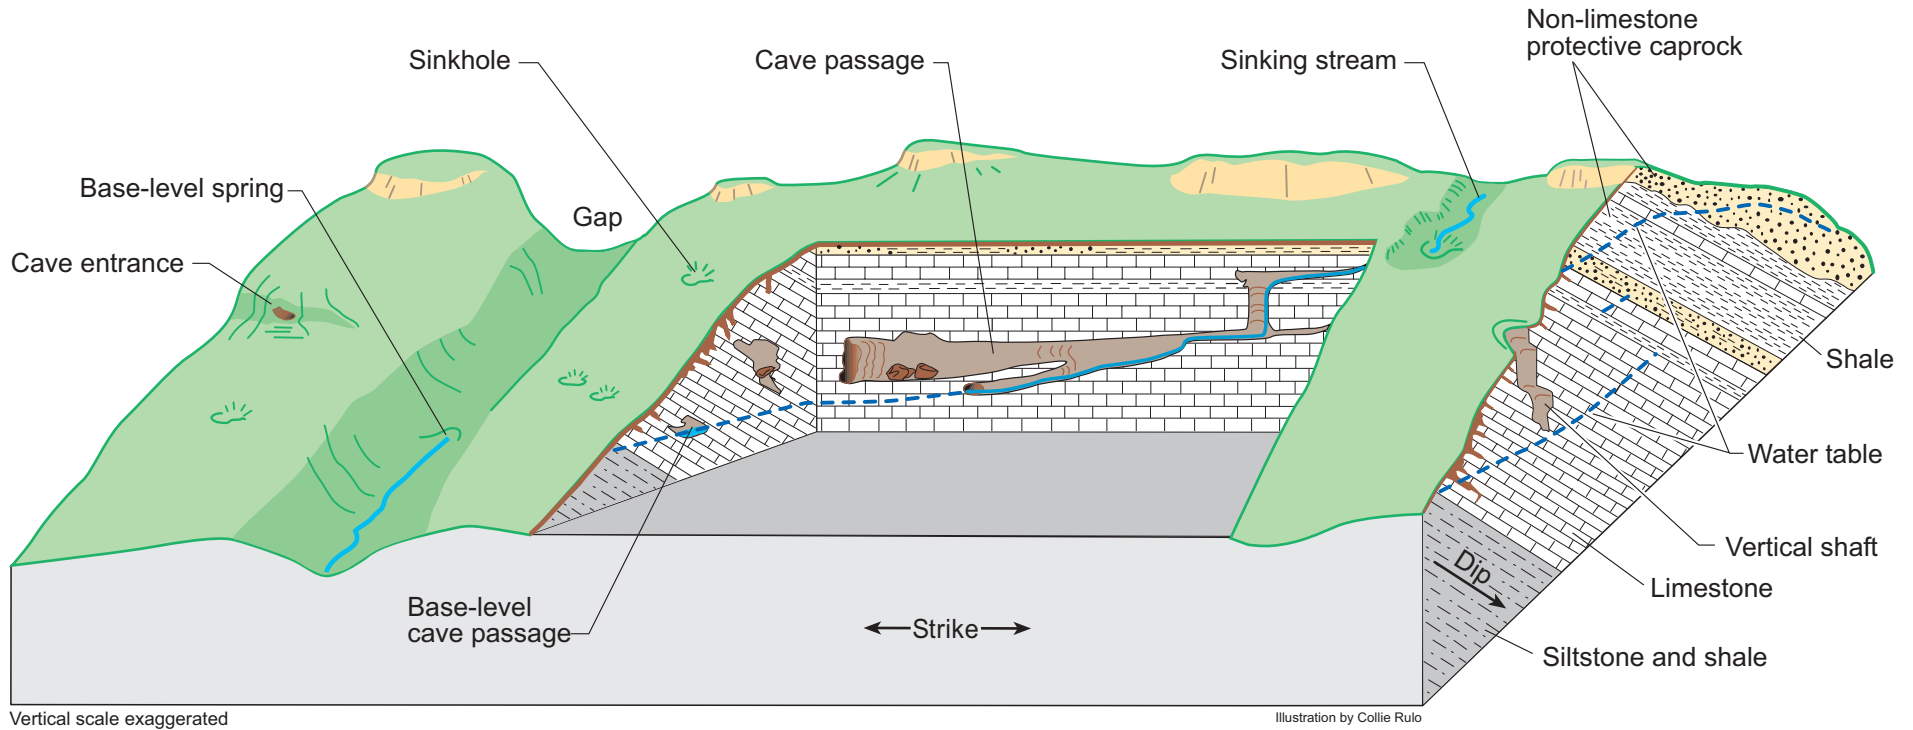 Non-limestone
protective caprock
Sinkhole
Cave passage
Sinking stream
Base-level spring
Gap
Cave entrance
Shale
Water table
Vertical shaft
Dip
Limestone
Base-level
cave passage
Strike
Siltstone and shale
Vertical scale exaggerated
Illustration by Collie Rulo